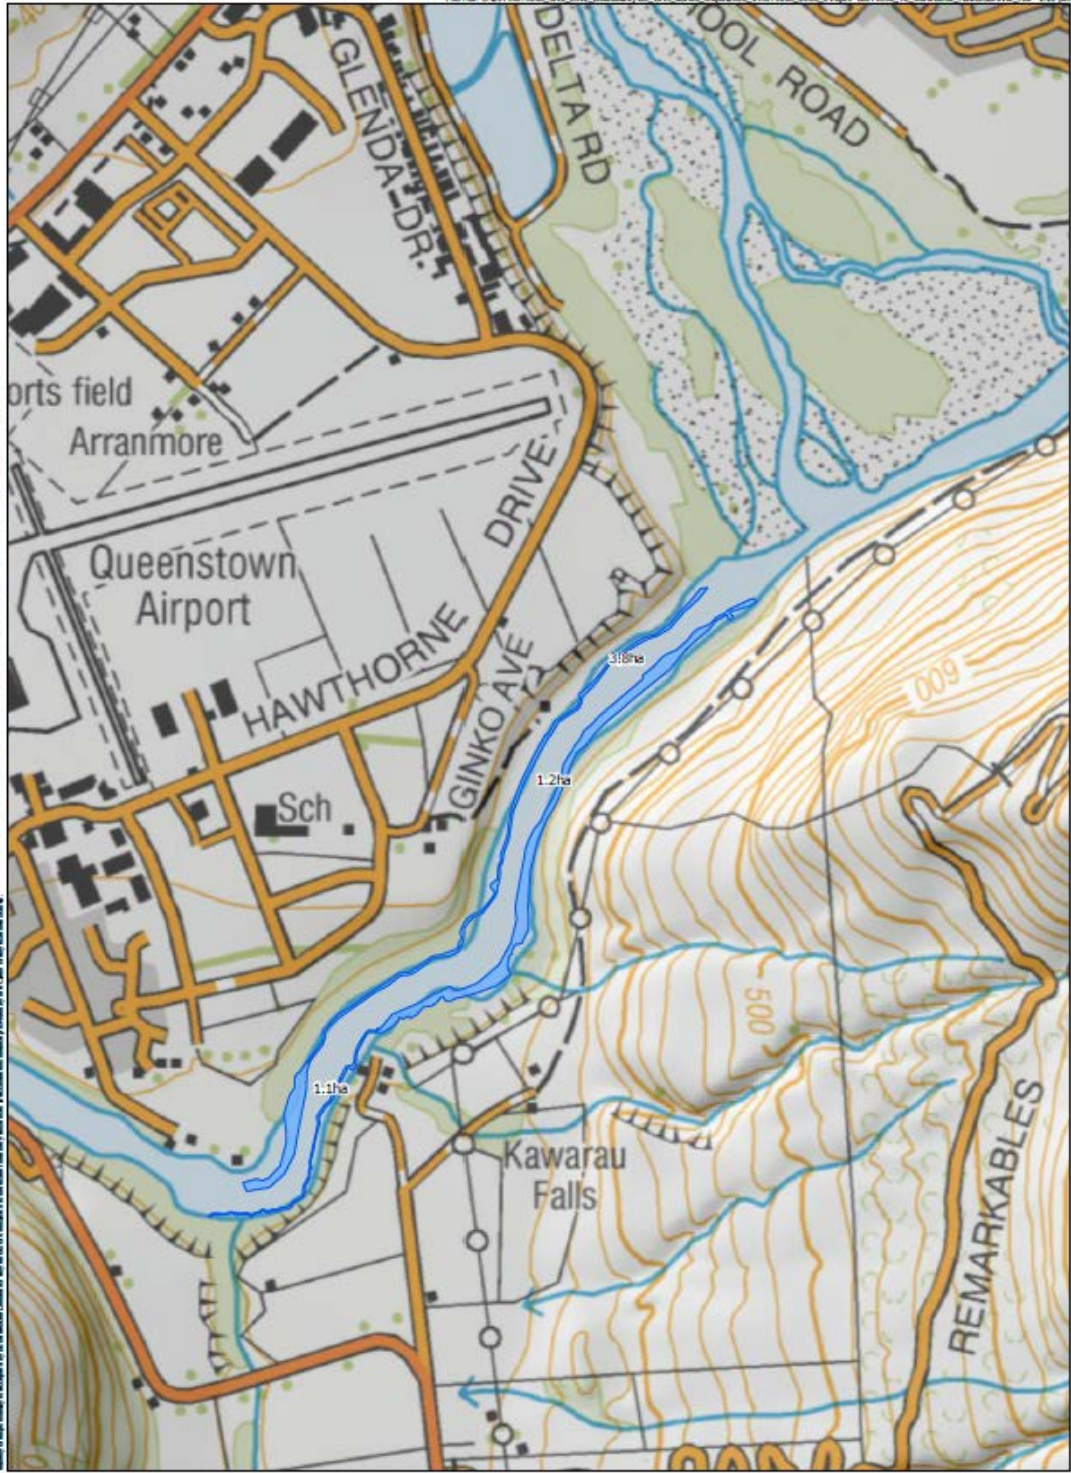 DELTA RD
OOL ROAD
GLENDA DR.
orts field
Arranmore
DRIVE
Queenstown
Airport
HAWTHORNE
GINKO AVE
3.8ha
600
1.2ha
Sch
500
1.1ha
Kawarau
Falls
REMARKABLES